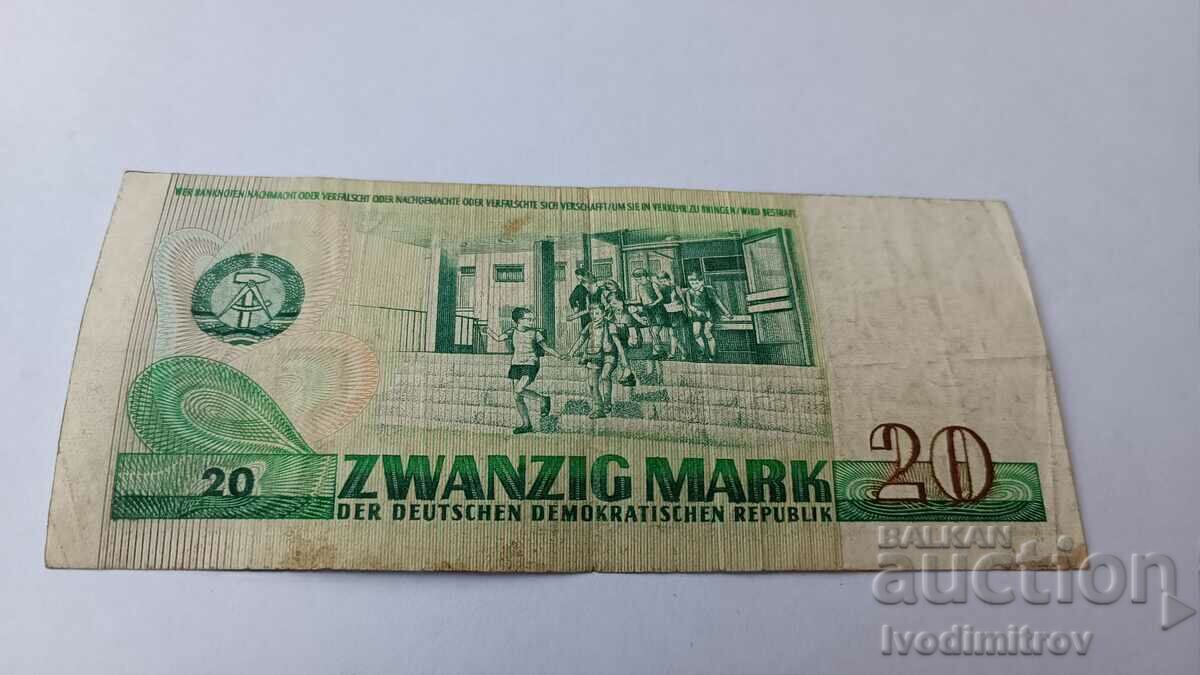 WER BANKNOTEN NACHMACHT ODER VERFÄLSCHT ODER NACHGEMACHTE ODER VERFÄLSCHTE SICH VERSCHAFFT/UM SIE IN VERKEHR ZU BRINGEN/WIRD BESTRAFT
20
ZWANZIG MARK
DER DEUTSCHEN DEMOKRATISCHEN REPUBLIK
20
BALKAN
auction
Ivodimitrov